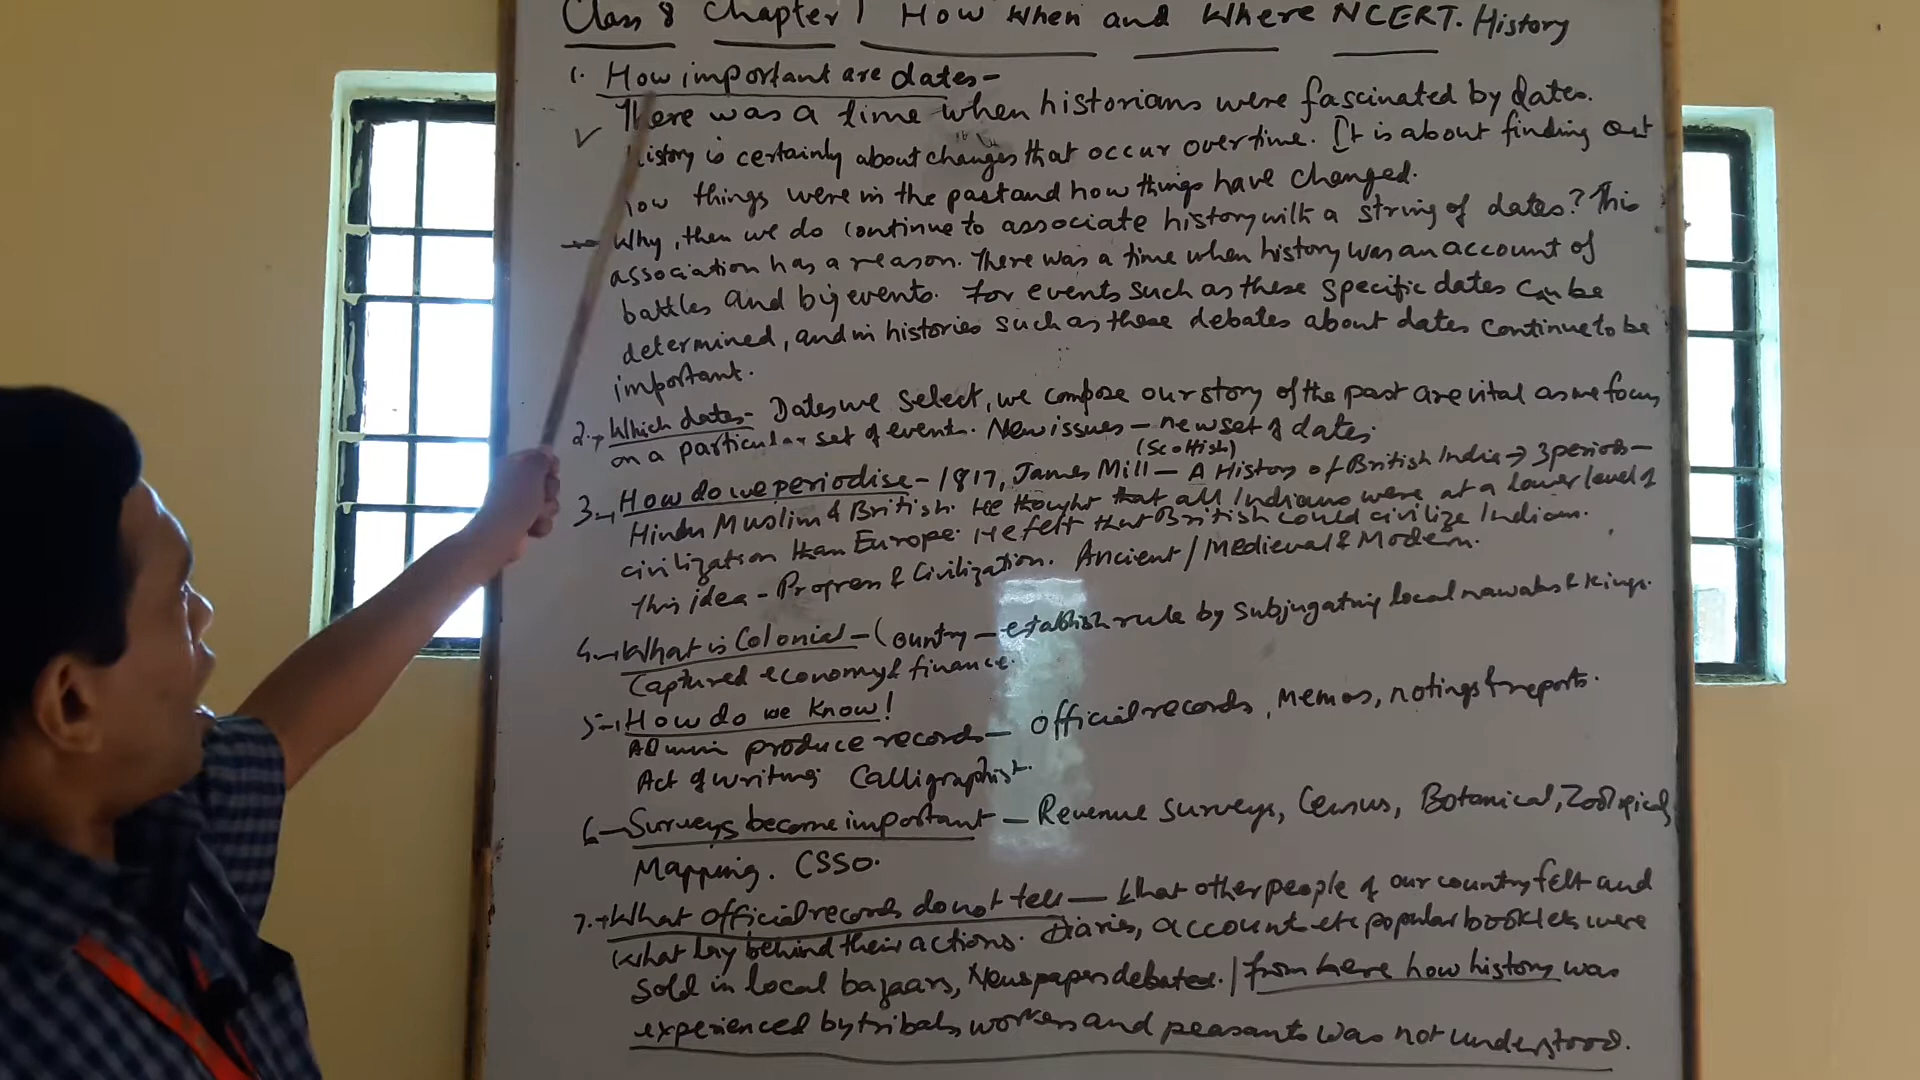 Class 8 Chapter 1 How When and Where NCERT. History
1. How important are dates-
There was a time when historians were fascinated by dates.
History is certainly about changes that occur over time. It is about finding out
how things were in the past and how things have changed.
Why, then we do continue to associate history with a string of dates? This
association has a reason. There was a time when history was an account of
battles and big events. For events such as these specific dates can be
determined, and in histories such as these debates about dates continue to be
important.
2. Which dates- Dates we select, we compose our story of the past are vital as we focus
on a particular set of events. New issues - new set of dates.
(Scottish)
3. How do we periodise - 1817, James Mill - A History of British India → 3 periods -
Hindu Muslim & British. He thought that all Indians were at a lower level of
civilization than Europe. He felt that British could civilize Indians.
This idea - Progress & Civilization. Ancient / Medieval & Modern.
4. What is Colonial - Country - establish rule by subjugating local nawabs & kings.
Captured economy & finance.
5. How do we know!
Admin produce records - official records, memos, notings & reports.
Act of writing Calligraphist.
6 - Surveys become important - Revenue surveys, Census, Botanical, Zoological
Mapping. CSSO.
7. What official records do not tell - What other people of our country felt and
what lay behind their actions. Diaries, account etc popular booklets were
sold in local bazaars, Newspapers debated. / from here how history was
experienced by tribals, workers and peasants was not understood.